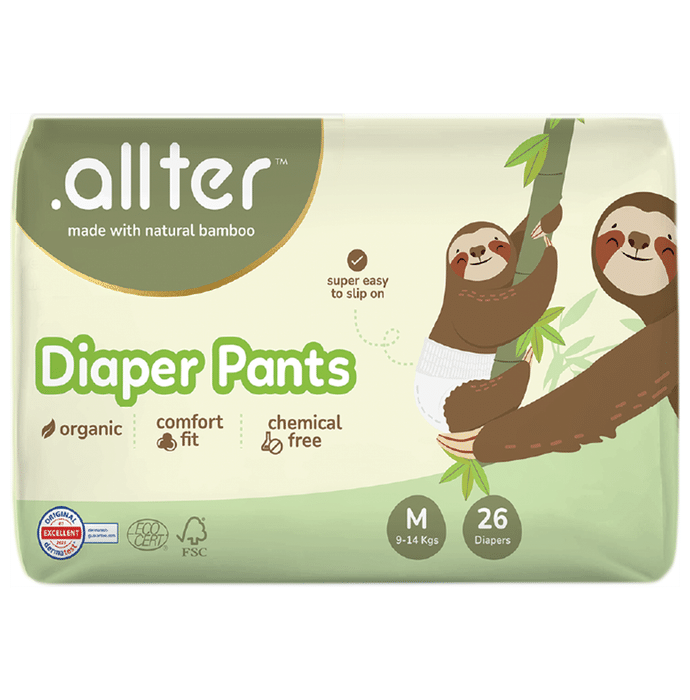 .allter™
made with natural bamboo
super easy
to slip on
Diaper Pants
organic
comfort
fit
chemical
free
ORIGINAL
EXCELLENT
dermatest®
ECO
CERT
FSC
M
9-14 Kgs
26
Diapers